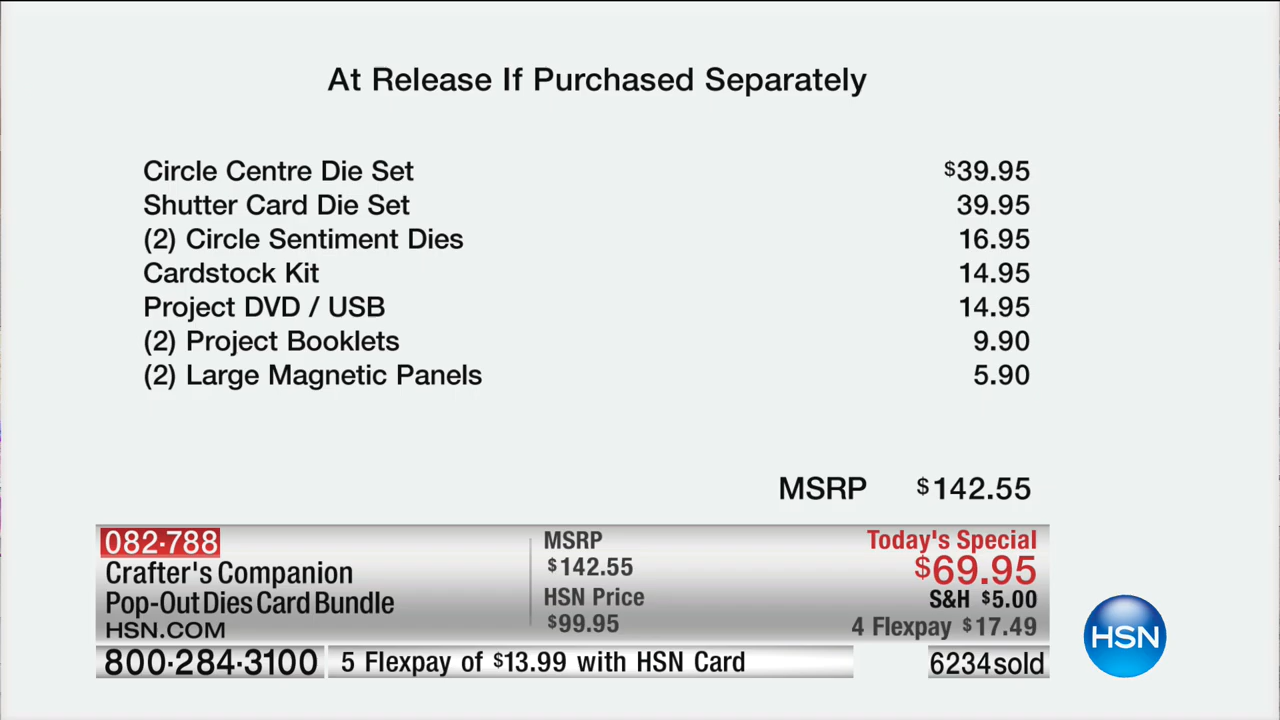 At Release If Purchased Separately
Circle Centre Die Set $39.95
Shutter Card Die Set 39.95
(2) Circle Sentiment Dies 16.95
Cardstock Kit 14.95
Project DVD / USB 14.95
(2) Project Booklets 9.90
(2) Large Magnetic Panels 5.90
MSRP $142.55
082-788
Crafter's Companion
Pop-Out Dies Card Bundle
HSN.COM
MSRP
$142.55
HSN Price
$99.95
Today's Special
$69.95
S&H $5.00
4 Flexpay $17.49
HSN
800-284-3100
5 Flexpay of $13.99 with HSN Card
6234 sold